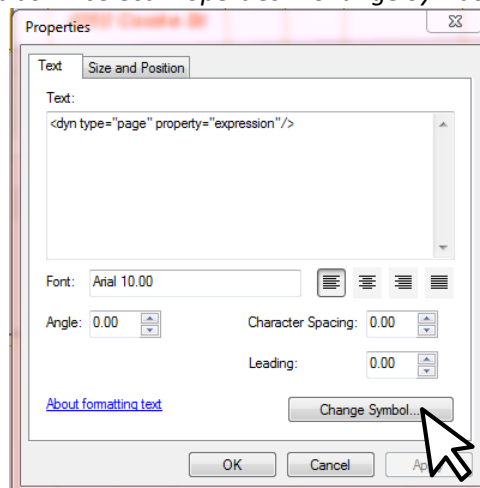 Properties
Text Size and Position
Text:
<dyn type="page" property="expression"/>
Font: Arial 10.00
Angle: 0.00 Character Spacing: 0.00
Leading: 0.00
About formatting text Change Symbol...
OK Cancel